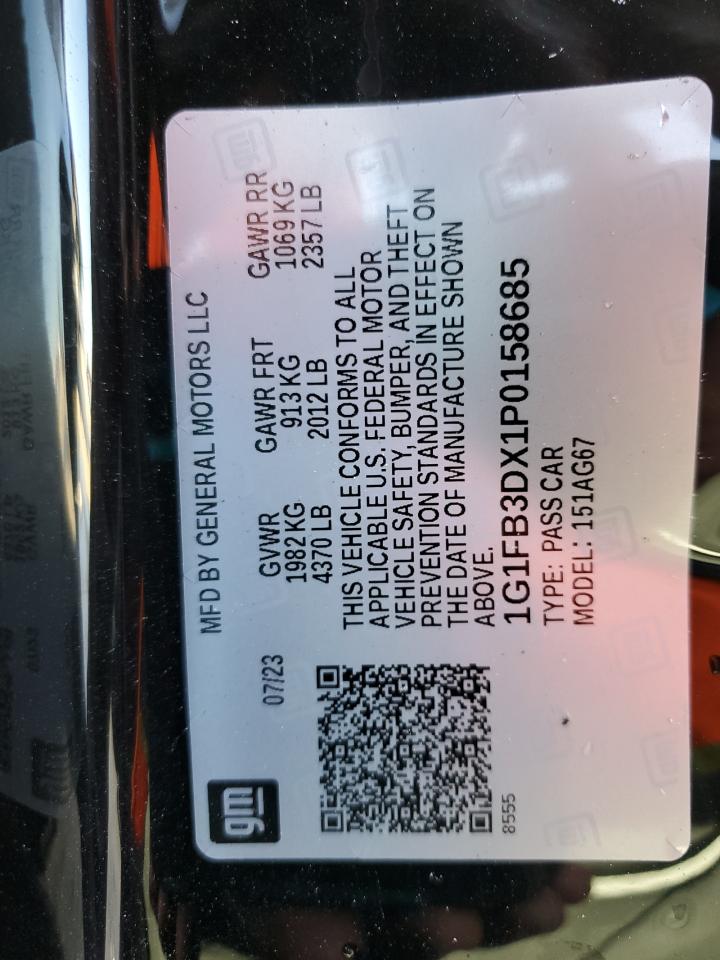 gm
07/23
MFD BY GENERAL MOTORS LLC
GVWR GAWR FRT GAWR RR
1982 KG 913 KG 1069 KG
4370 LB 2012 LB 2357 LB
THIS VEHICLE CONFORMS TO ALL
APPLICABLE U.S. FEDERAL MOTOR
VEHICLE SAFETY, BUMPER, AND THEFT
PREVENTION STANDARDS IN EFFECT ON
THE DATE OF MANUFACTURE SHOWN
ABOVE.
1G1FB3DX1P0158685
TYPE: PASS CAR
MODEL: 151AG67
8555